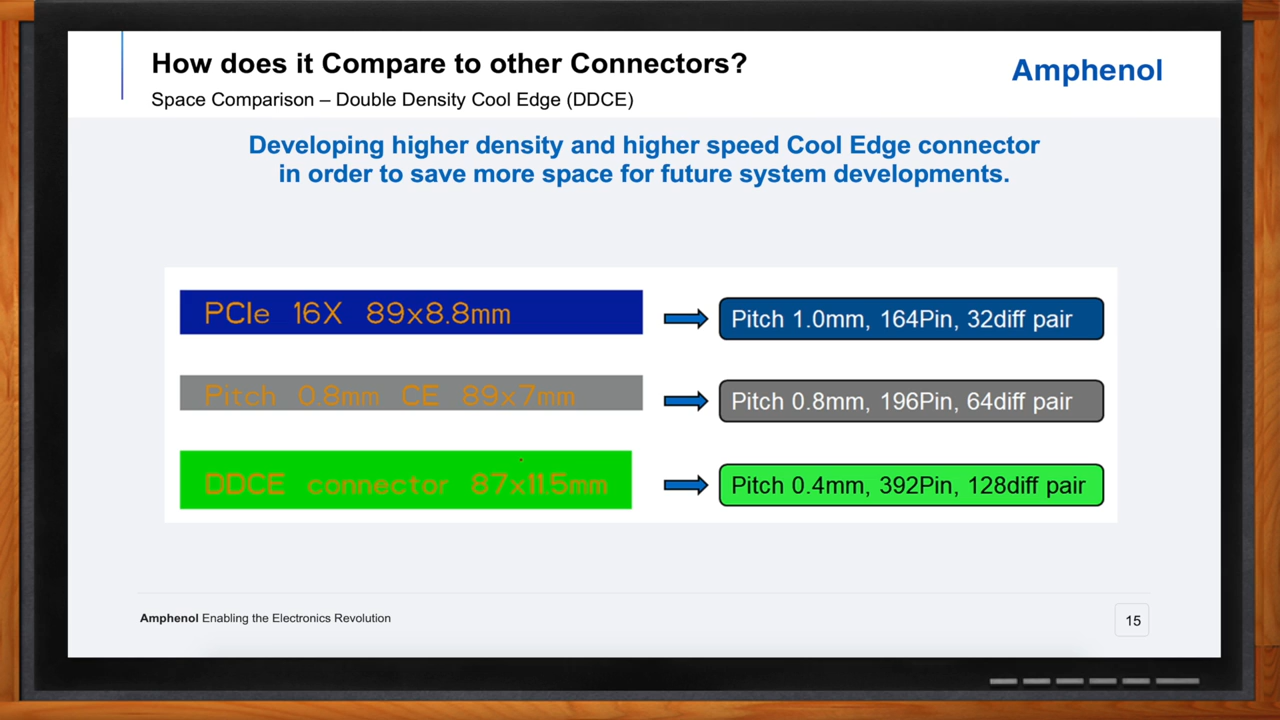 How does it Compare to other Connectors?
Amphenol
Space Comparison – Double Density Cool Edge (DDCE)
Developing higher density and higher speed Cool Edge connector
in order to save more space for future system developments.
PCIe 16X 89x8.8mm
Pitch 1.0mm, 164Pin, 32diff pair
Pitch 0.8mm CE 89x7mm
Pitch 0.8mm, 196Pin, 64diff pair
DDCE connector 87x11.5mm
Pitch 0.4mm, 392Pin, 128diff pair
Amphenol Enabling the Electronics Revolution
15